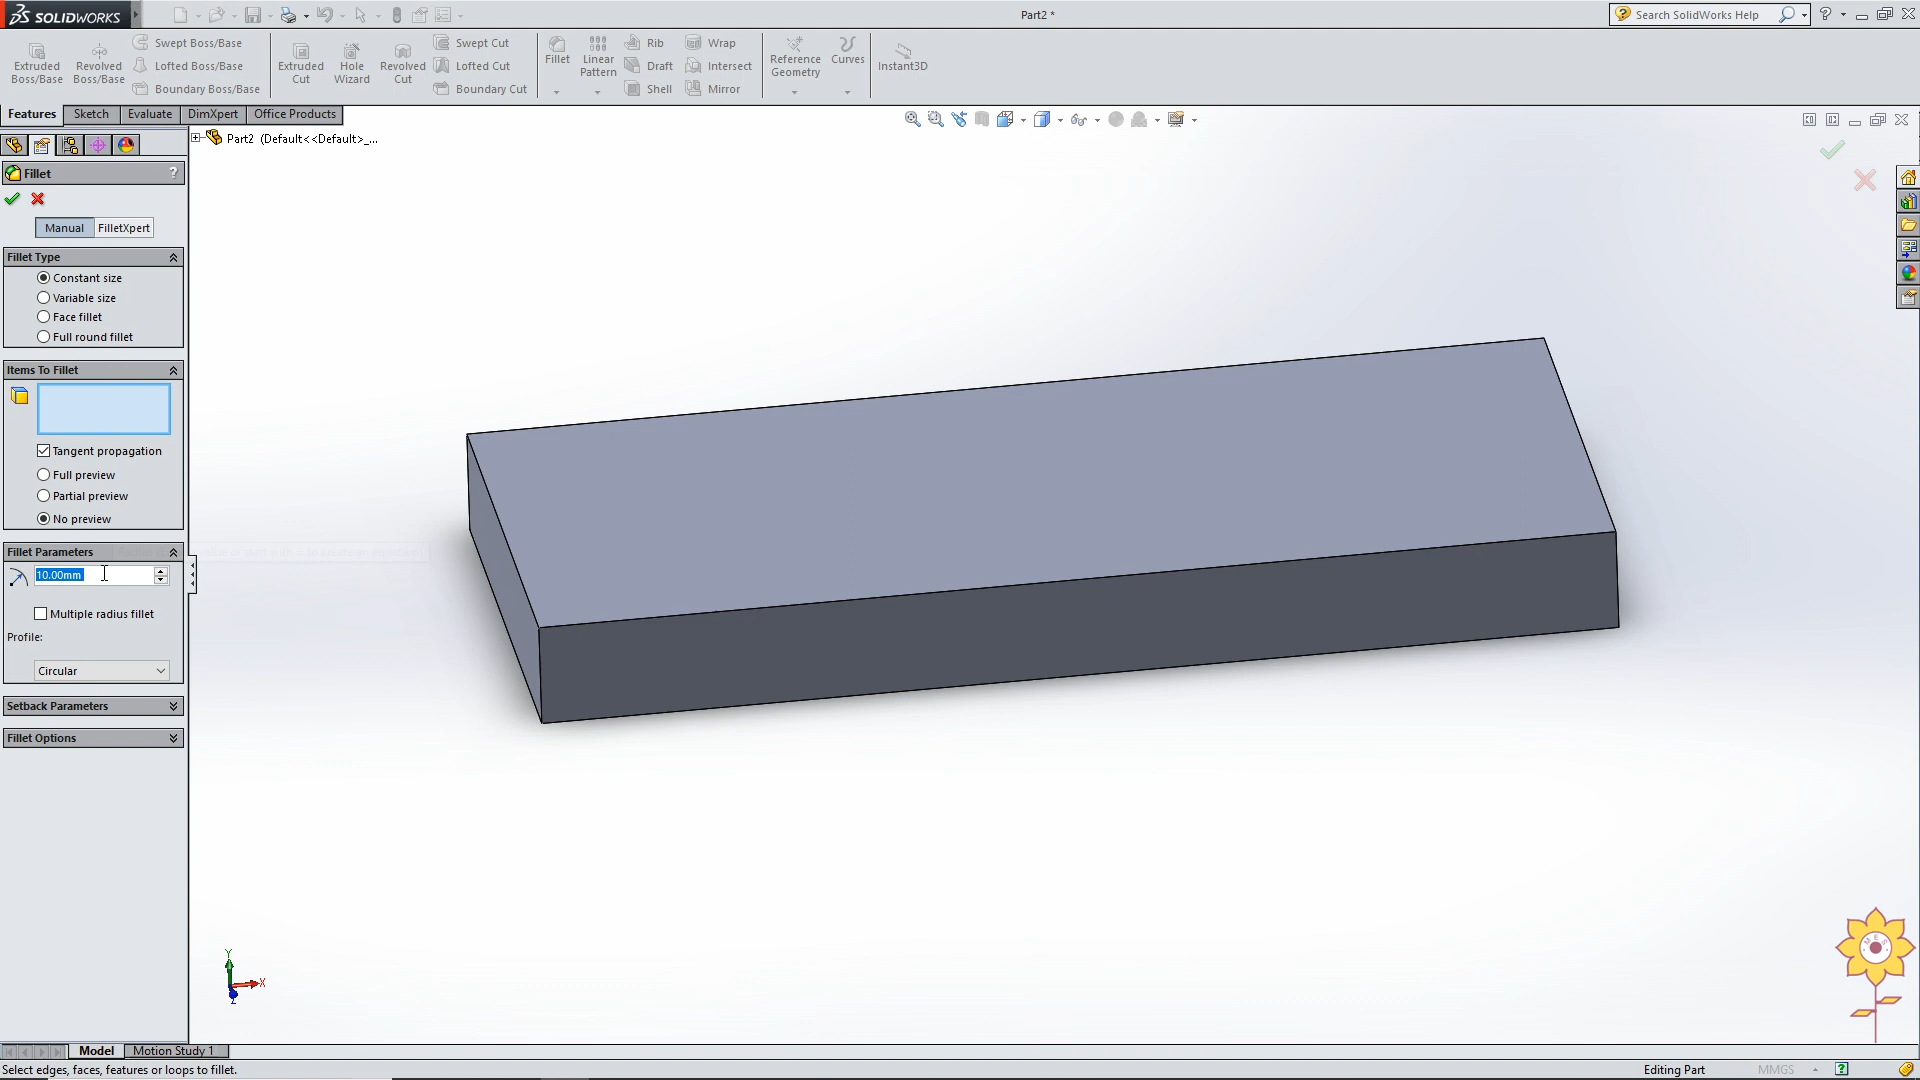 SOLIDWORKS
Part2 *
Search SolidWorks Help
Extruded Boss/Base
Revolved Boss/Base
Swept Boss/Base
Lofted Boss/Base
Boundary Boss/Base
Extruded Cut
Hole Wizard
Revolved Cut
Swept Cut
Lofted Cut
Boundary Cut
Fillet
Linear Pattern
Rib
Draft
Shell
Wrap
Intersect
Mirror
Reference Geometry
Curves
Instant3D
Features
Sketch
Evaluate
DimXpert
Office Products
Part2 (Default<<Default>_...
Fillet
?
Manual
FilletXpert
Fillet Type
Constant size
Variable size
Face fillet
Full round fillet
Items To Fillet
Tangent propagation
Full preview
Partial preview
No preview
Fillet Parameters
10.00mm
Multiple radius fillet
Profile:
Circular
Setback Parameters
Fillet Options
Y
X
Z
MES
Model
Motion Study 1
Select edges, faces, features or loops to fillet.
Editing Part
MMGS